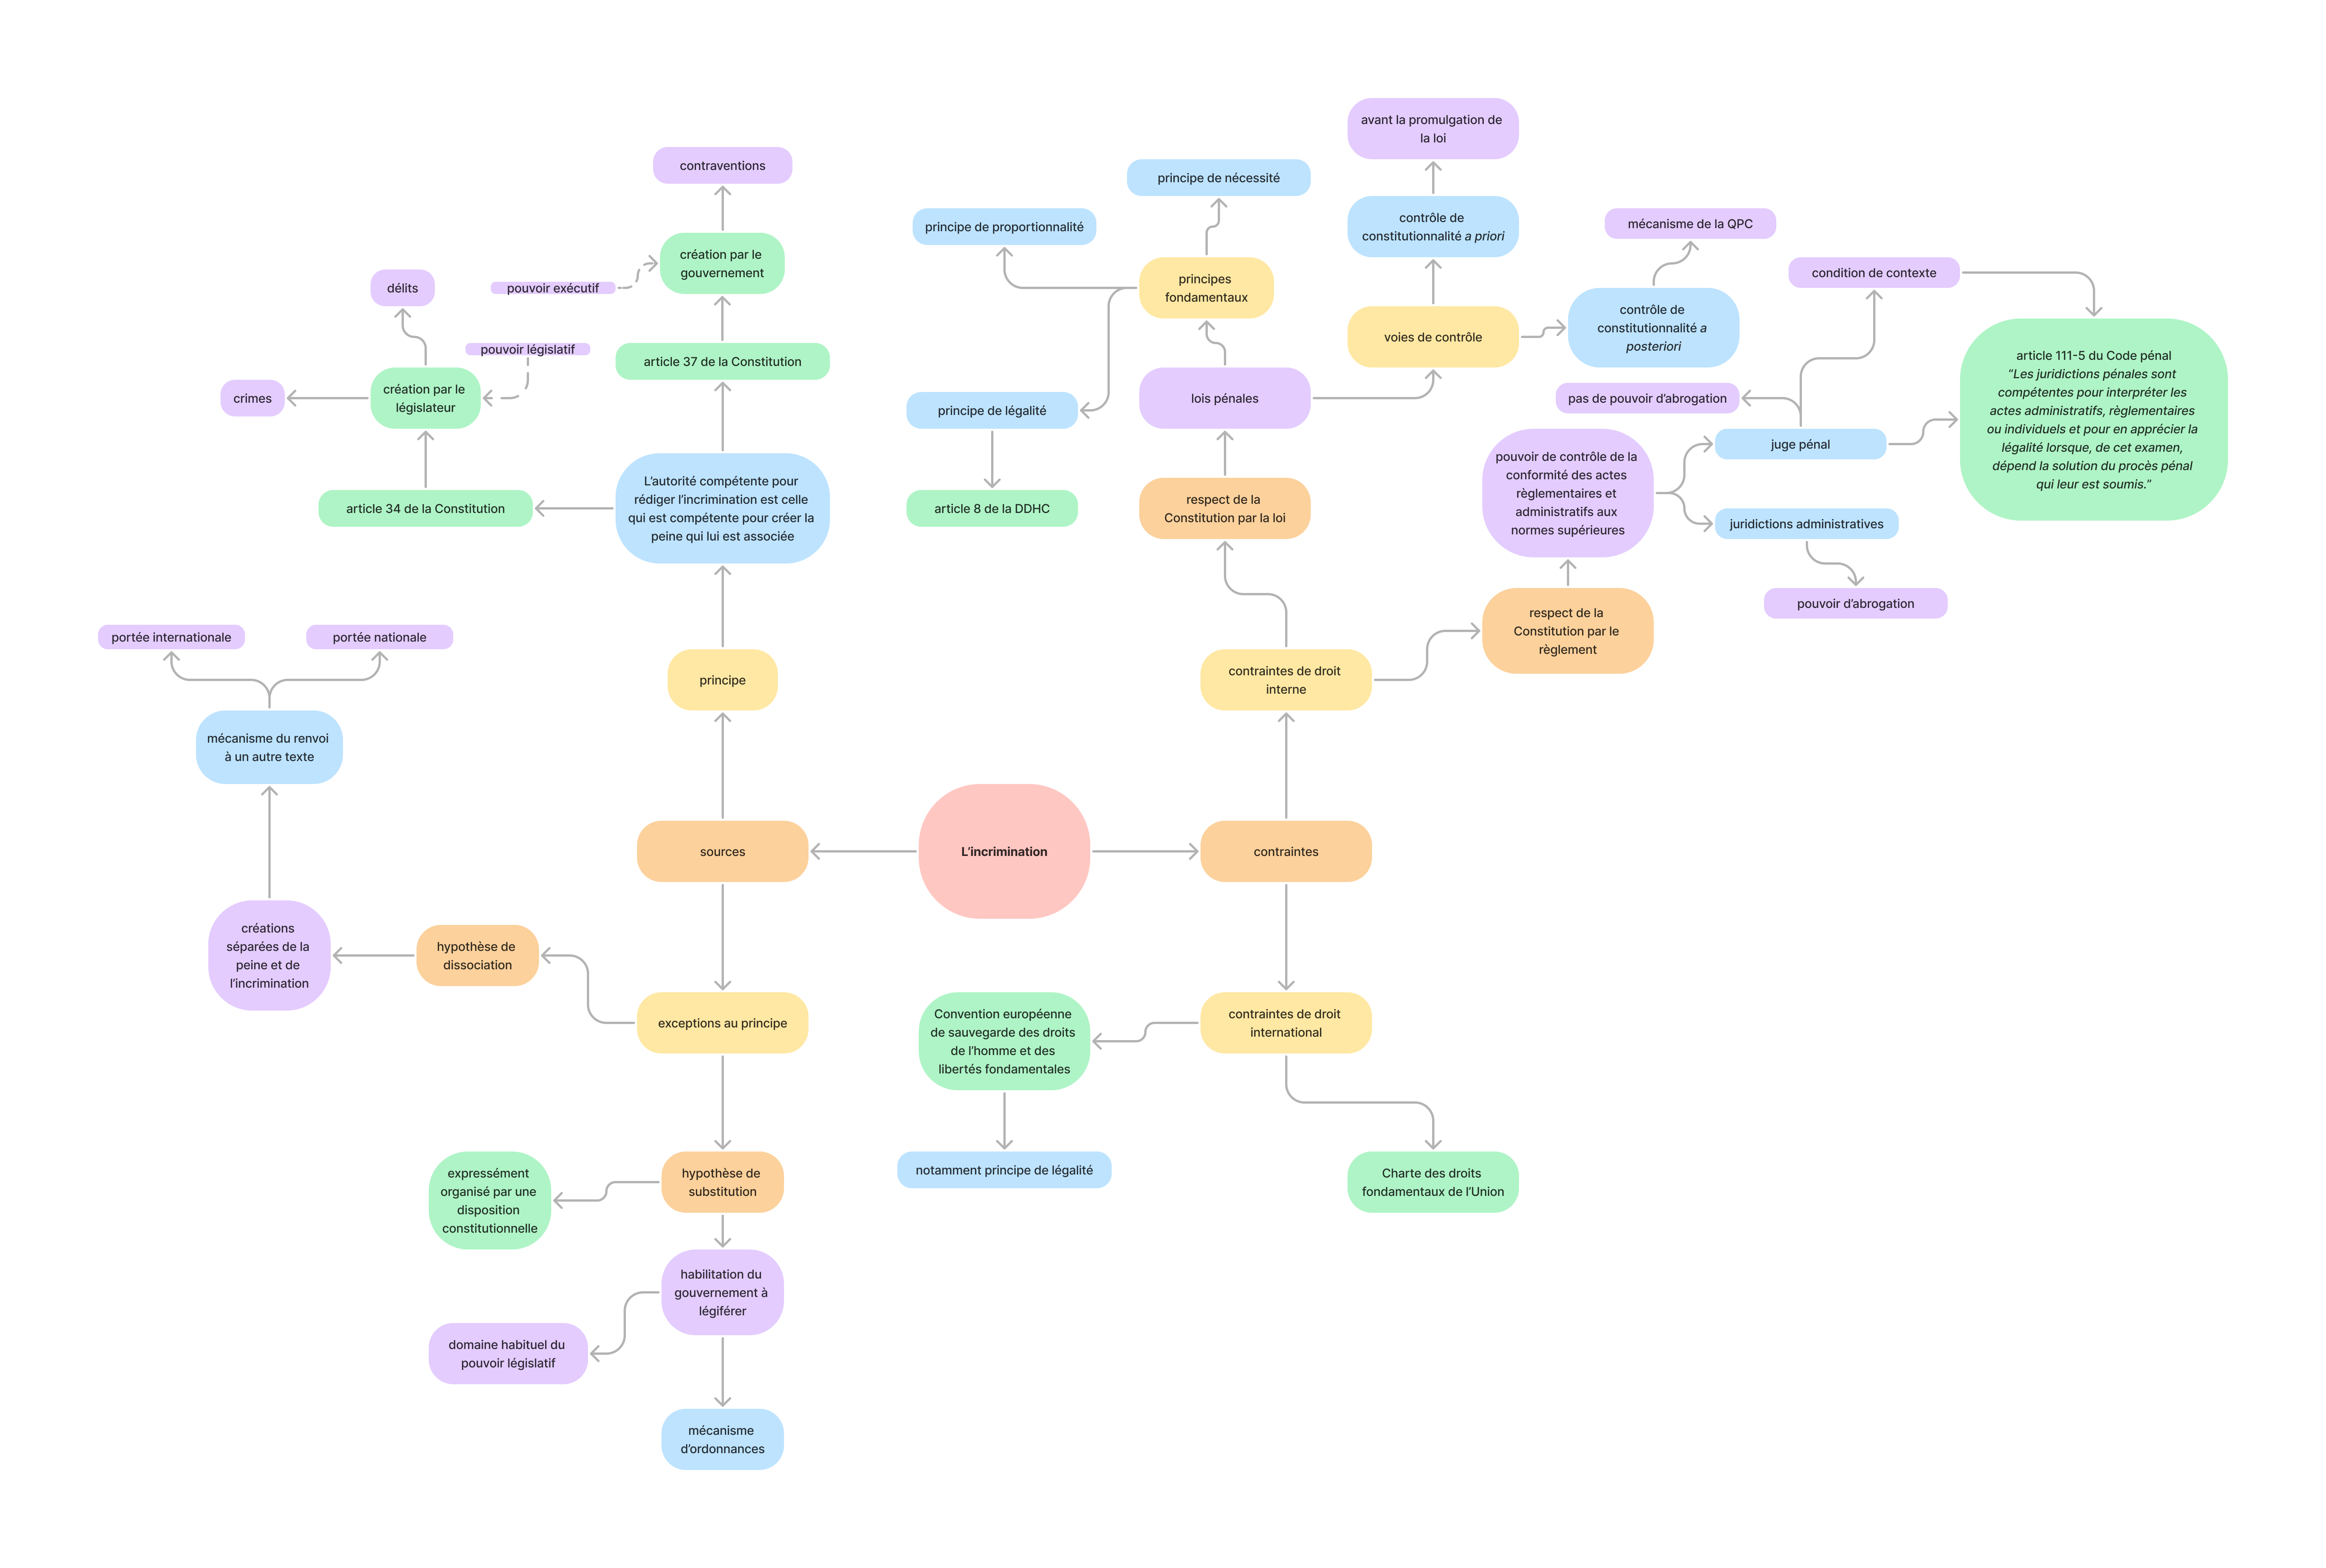 avant la promulgation de
la loi
contraventions
principe de nécessité
principe de proportionnalité
contrôle de
constitutionnalité a priori
mécanisme de la QPC
création par le
gouvernement
pouvoir exécutif
délits
principes
fondamentaux
condition de contexte
contrôle de
constitutionnalité a
posteriori
voies de contrôle
pouvoir législatif
article 37 de la Constitution
article 111-5 du Code pénal
“Les juridictions pénales sont
compétentes pour interpréter les
actes administratifs, règlementaires
ou individuels et pour en apprécier la
légalité lorsque, de cet examen,
dépend la solution du procès pénal
qui leur est soumis.”
crimes
création par le
législateur
principe de légalité
lois pénales
pas de pouvoir d’abrogation
juge pénal
pouvoir de contrôle de la
conformité des actes
règlementaires et
administratifs aux
normes supérieures
L’autorité compétente pour
rédiger l’incrimination est celle
qui est compétente pour créer la
peine qui lui est associée
article 34 de la Constitution
article 8 de la DDHC
respect de la
Constitution par la loi
juridictions administratives
pouvoir d’abrogation
respect de la
Constitution par le
règlement
portée internationale
portée nationale
principe
contraintes de droit
interne
mécanisme du renvoi
à un autre texte
sources
L’incrimination
contraintes
créations
séparées de la
peine et de
l’incrimination
hypothèse de
dissociation
exceptions au principe
Convention européenne
de sauvegarde des droits
de l’homme et des
libertés fondamentales
contraintes de droit
international
expressément
organisé par une
disposition
constitutionnelle
hypothèse de
substitution
notamment principe de légalité
Charte des droits
fondamentaux de l’Union
habilitation du
gouvernement à
légiférer
domaine habituel du
pouvoir législatif
mécanisme
d’ordonnances